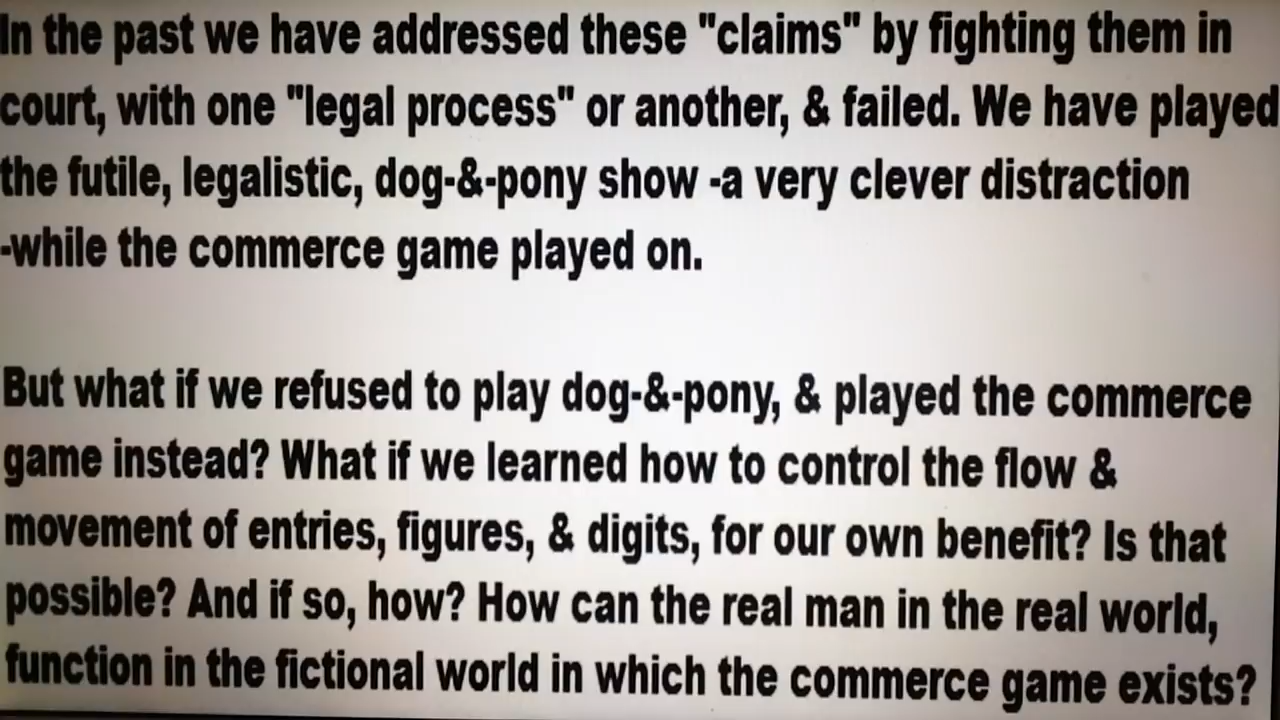 In the past we have addressed these "claims" by fighting them in
court, with one "legal process" or another, & failed. We have played
the futile, legalistic, dog-&-pony show -a very clever distraction
-while the commerce game played on.
But what if we refused to play dog-&-pony, & played the commerce
game instead? What if we learned how to control the flow &
movement of entries, figures, & digits, for our own benefit? Is that
possible? And if so, how? How can the real man in the real world,
function in the fictional world in which the commerce game exists?